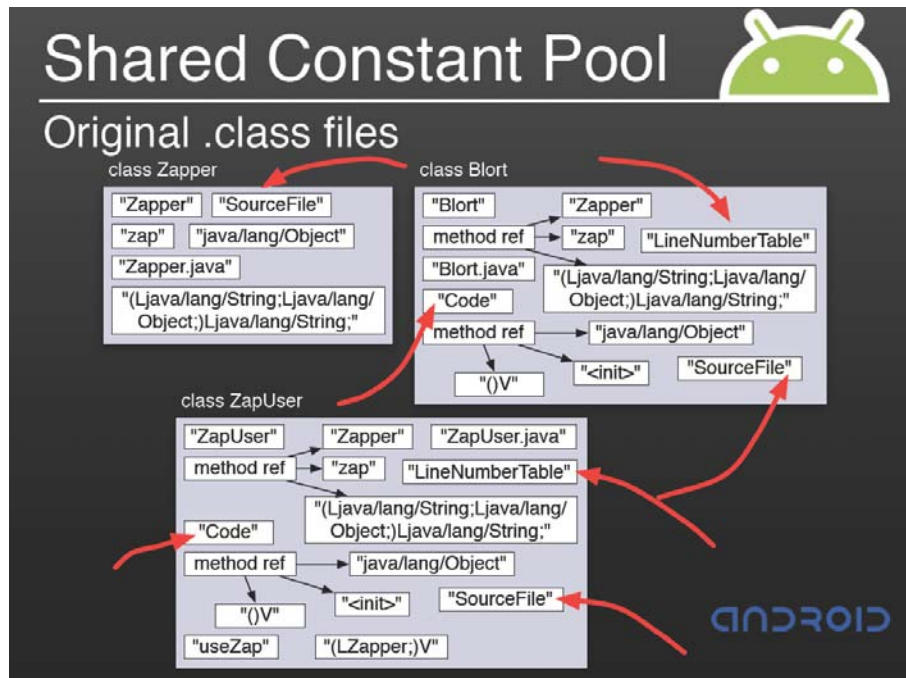 Shared Constant Pool
Original .class files
class Zapper
"Zapper" "SourceFile"
"zap" "java/lang/Object"
"Zapper.java"
"(Ljava/lang/String;Ljava/lang/
Object;)Ljava/lang/String;"
class Blort
"Blort" "Zapper"
method ref "zap" "LineNumberTable"
"Blort.java"
"(Ljava/lang/String;Ljava/lang/
Object;)Ljava/lang/String;"
"Code"
method ref "java/lang/Object"
"()V" "<init>" "SourceFile"
class ZapUser
"ZapUser" "Zapper" "ZapUser.java"
method ref "zap" "LineNumberTable"
"(Ljava/lang/String;Ljava/lang/
Object;)Ljava/lang/String;"
"Code"
method ref "java/lang/Object"
"()V" "<init>" "SourceFile"
"useZap" "(LZapper;)V"
ANDROID